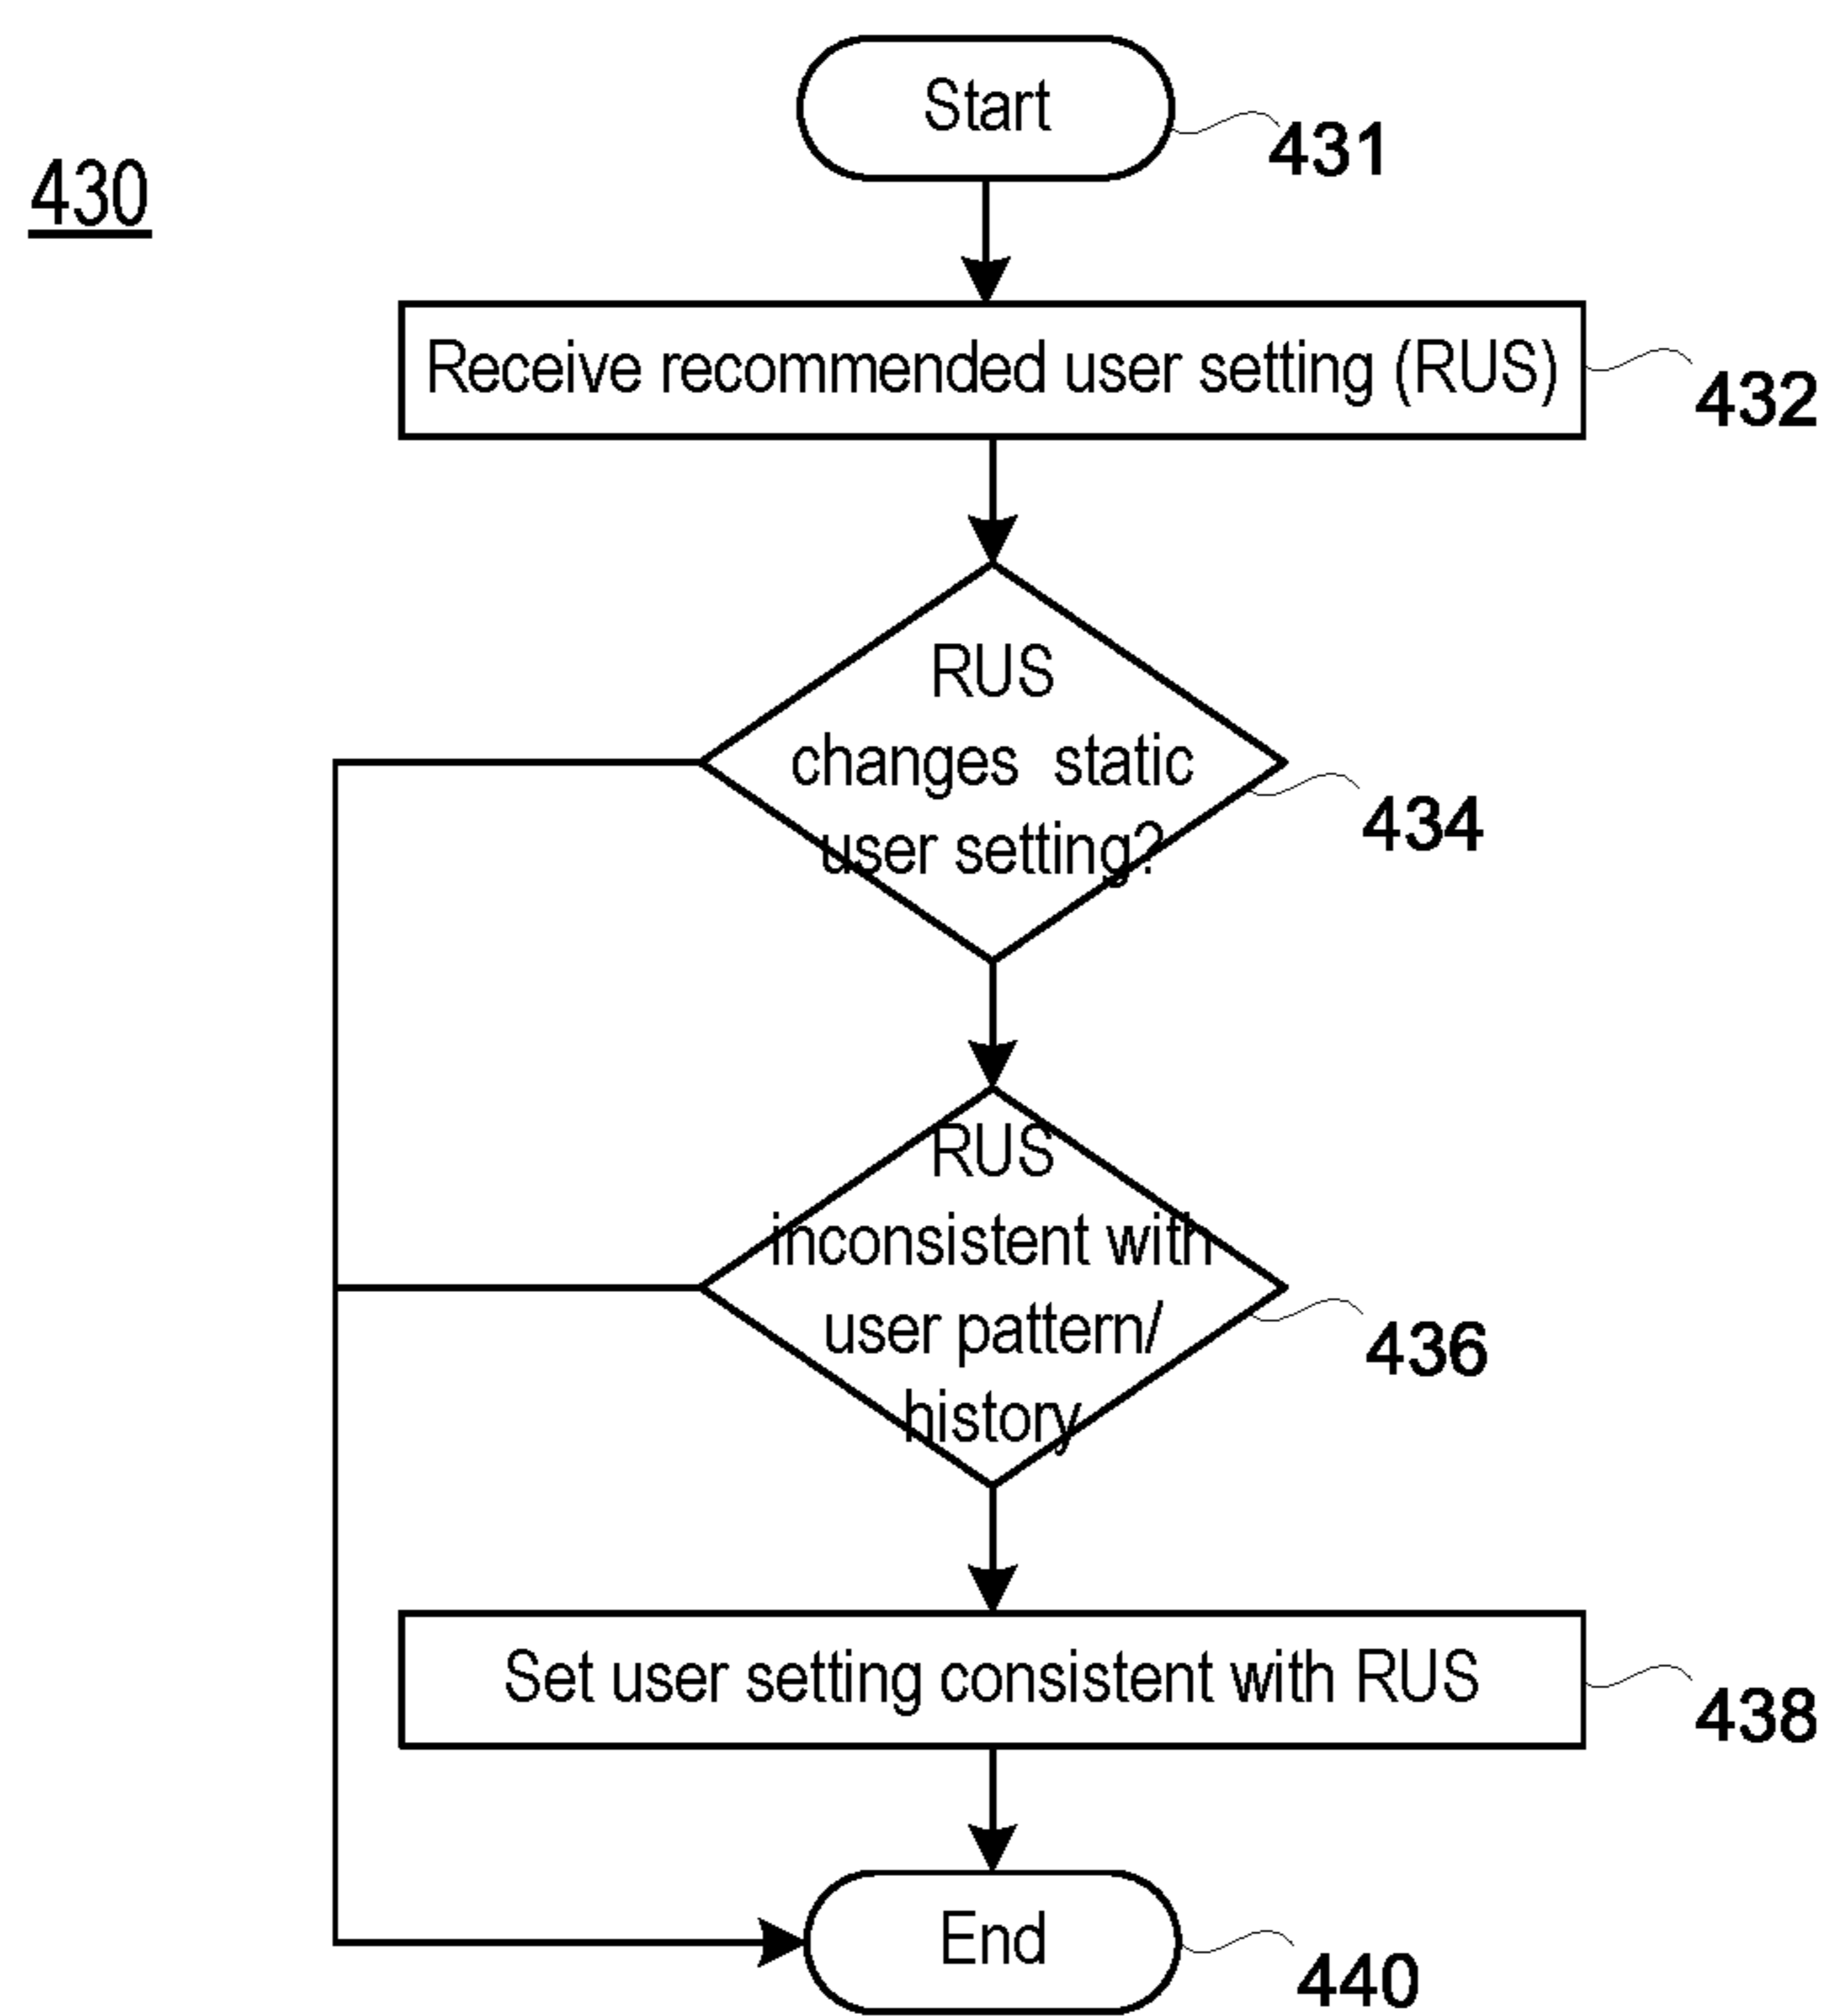 Start
431
430
Receive recommended user setting (RUS)
432
RUS
changes static
user setting?
434
RUS
inconsistent with
user pattern/
history
436
Set user setting consistent with RUS
438
End
440